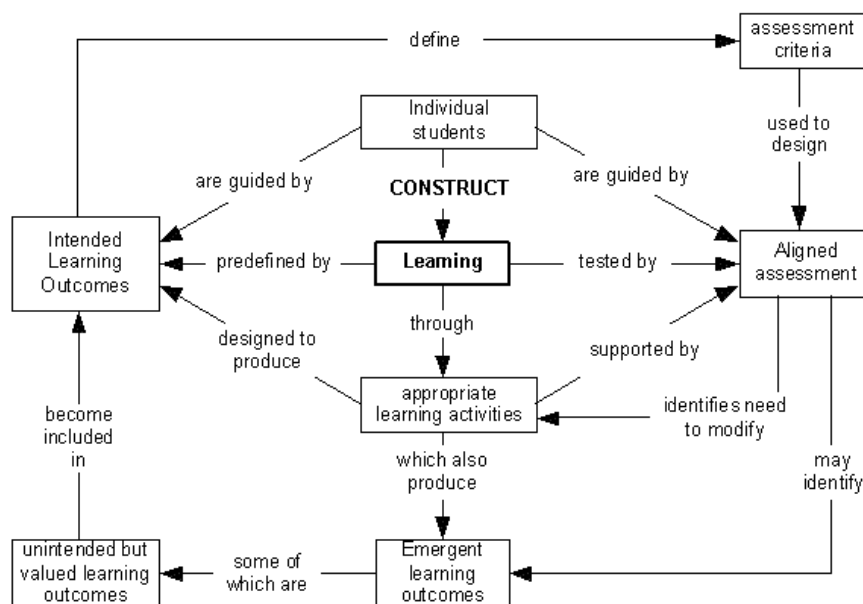 define
assessment
criteria
Individual
students
used to
design
are guided by
CONSTRUCT
are guided by
Intended
Learning
Outcomes
predefined by
Learning
tested by
Aligned
assessment
designed to
produce
through
supported by
appropriate
learning activities
identifies need
to modify
become
included
in
which also
produce
may
identify
unintended but
valued learning
outcomes
some of
which are
Emergent
learning
outcomes